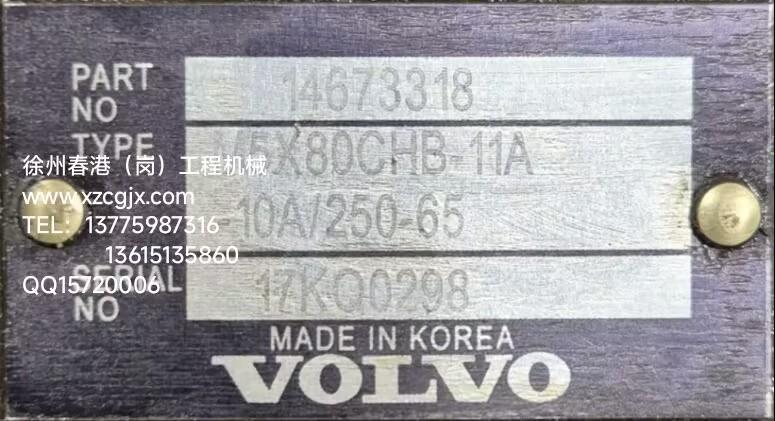 PART NO 14673318
TYPE M5X80CHB-11A
-10A/250-65
SERIAL NO 17KQ0298
MADE IN KOREA
VOLVO
徐州春港（岗）工程机械
www.xzcgjx.com
TEL：13775987316
13615135860
QQ15720006